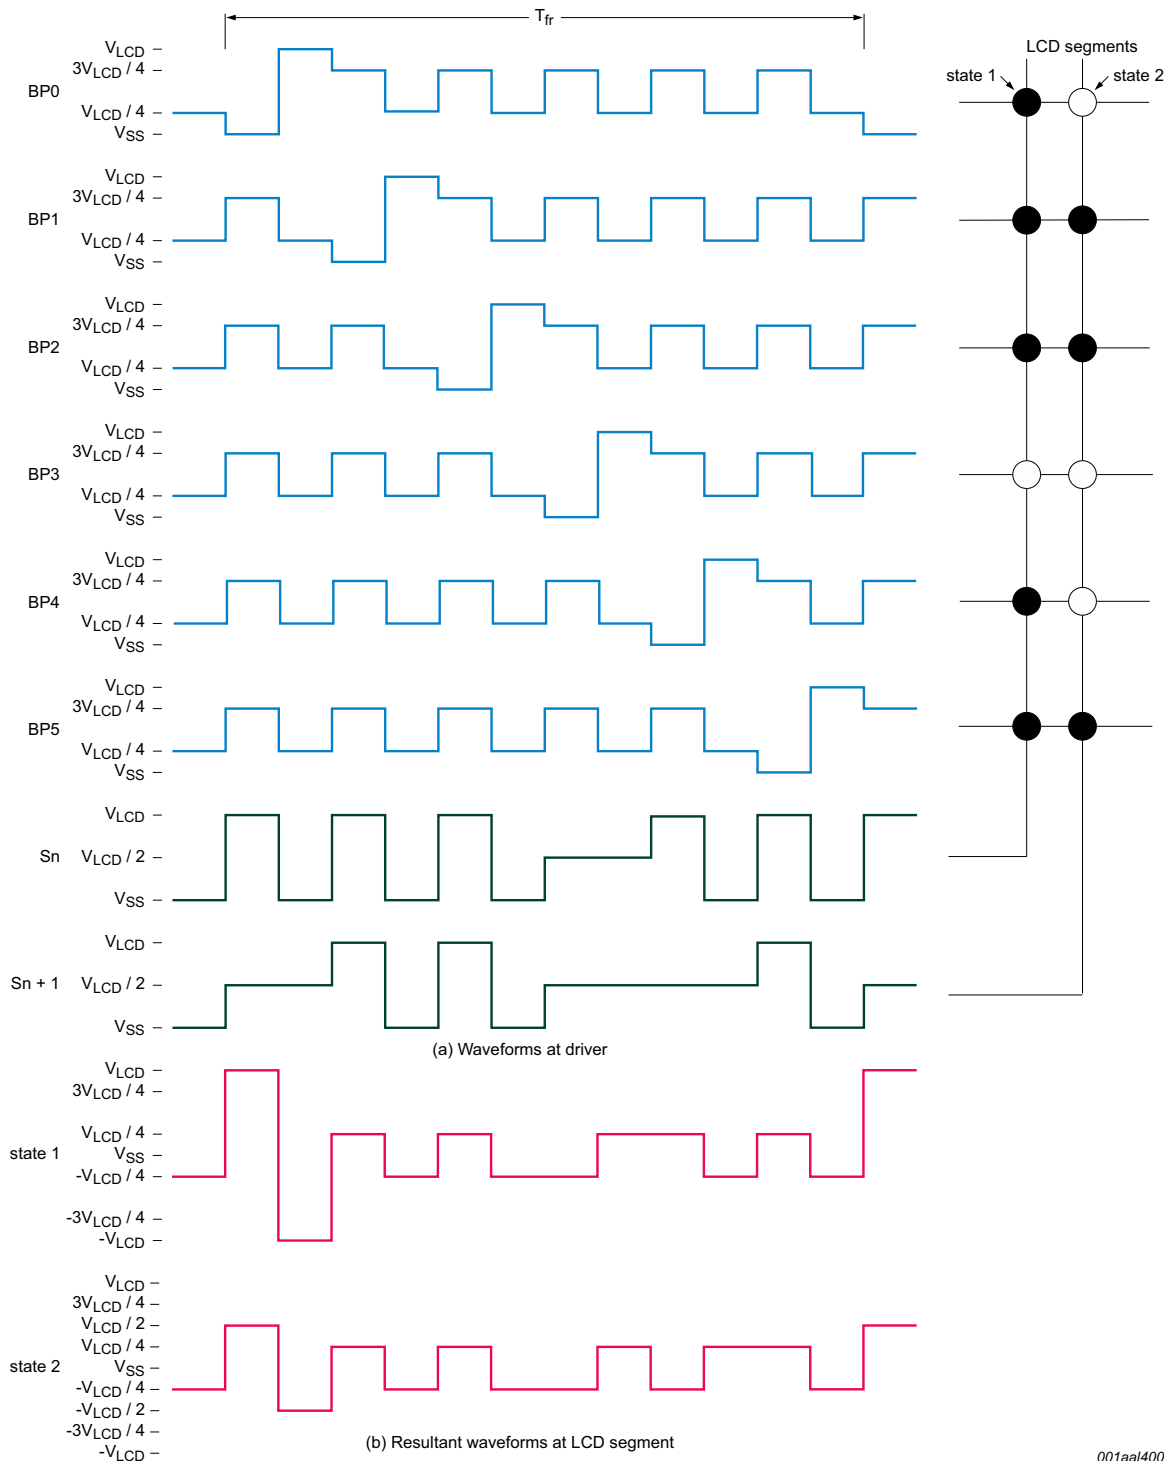 Tfr
LCD segments
state 1
state 2
BP0
VLCD
3VLCD / 4
VLCD / 4
VSS
BP1
VLCD
3VLCD / 4
VLCD / 4
VSS
BP2
VLCD
3VLCD / 4
VLCD / 4
VSS
BP3
VLCD
3VLCD / 4
VLCD / 4
VSS
BP4
VLCD
3VLCD / 4
VLCD / 4
VSS
BP5
VLCD
3VLCD / 4
VLCD / 4
VSS
Sn
VLCD
VLCD / 2
VSS
Sn + 1
VLCD
VLCD / 2
VSS
(a) Waveforms at driver
state 1
VLCD
3VLCD / 4
VLCD / 4
VSS
-VLCD / 4
-3VLCD / 4
-VLCD
state 2
VLCD
3VLCD / 4
VLCD / 2
VLCD / 4
VSS
-VLCD / 4
-VLCD / 2
-3VLCD / 4
-VLCD
(b) Resultant waveforms at LCD segment
001aal400